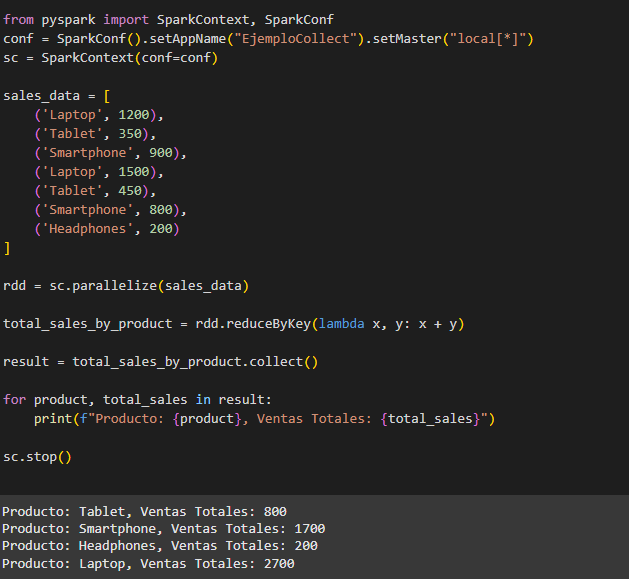 from pyspark import SparkContext, SparkConf
conf = SparkConf().setAppName("EjemploCollect").setMaster("local[*]")
sc = SparkContext(conf=conf)

sales_data = [
    ('Laptop', 1200),
    ('Tablet', 350),
    ('Smartphone', 900),
    ('Laptop', 1500),
    ('Tablet', 450),
    ('Smartphone', 800),
    ('Headphones', 200)
]

rdd = sc.parallelize(sales_data)

total_sales_by_product = rdd.reduceByKey(lambda x, y: x + y)

result = total_sales_by_product.collect()

for product, total_sales in result:
    print(f"Producto: {product}, Ventas Totales: {total_sales}")

sc.stop()

Producto: Tablet, Ventas Totales: 800
Producto: Smartphone, Ventas Totales: 1700
Producto: Headphones, Ventas Totales: 200
Producto: Laptop, Ventas Totales: 2700